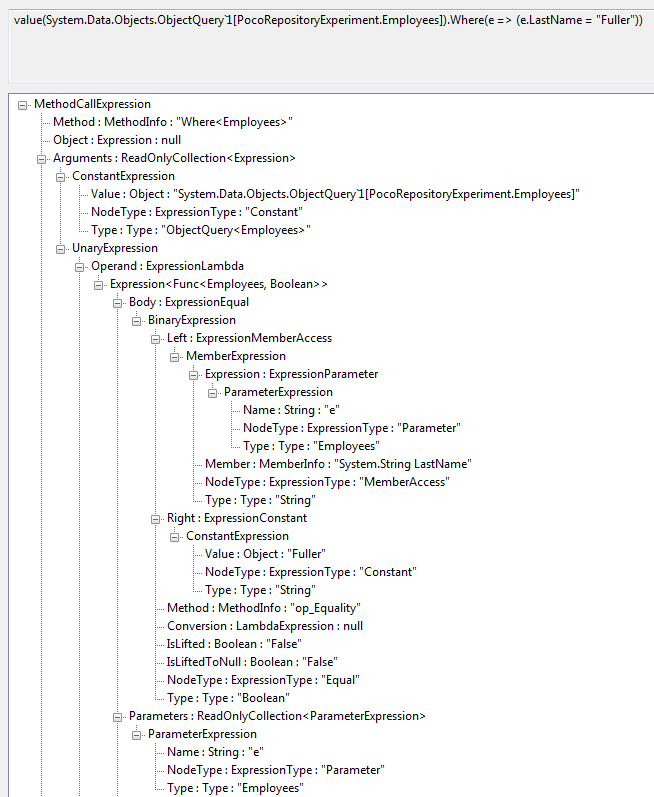 value(System.Data.Objects.ObjectQuery`1[PocoRepositoryExperiment.Employees]).Where(e => (e.LastName = "Fuller"))
MethodCallExpression
Method : MethodInfo : "Where<Employees>"
Object : Expression : null
Arguments : ReadOnlyCollection<Expression>
ConstantExpression
Value : Object : "System.Data.Objects.ObjectQuery`1[PocoRepositoryExperiment.Employees]"
NodeType : ExpressionType : "Constant"
Type : Type : "ObjectQuery<Employees>"
UnaryExpression
Operand : ExpressionLambda
Expression<Func<Employees, Boolean>>
Body : ExpressionEqual
BinaryExpression
Left : ExpressionMemberAccess
MemberExpression
Expression : ExpressionParameter
ParameterExpression
Name : String : "e"
NodeType : ExpressionType : "Parameter"
Type : Type : "Employees"
Member : MemberInfo : "System.String LastName"
NodeType : ExpressionType : "MemberAccess"
Type : Type : "String"
Right : ExpressionConstant
ConstantExpression
Value : Object : "Fuller"
NodeType : ExpressionType : "Constant"
Type : Type : "String"
Method : MethodInfo : "op_Equality"
Conversion : LambdaExpression : null
IsLifted : Boolean : "False"
IsLiftedToNull : Boolean : "False"
NodeType : ExpressionType : "Equal"
Type : Type : "Boolean"
Parameters : ReadOnlyCollection<ParameterExpression>
ParameterExpression
Name : String : "e"
NodeType : ExpressionType : "Parameter"
Type : Type : "Employees"